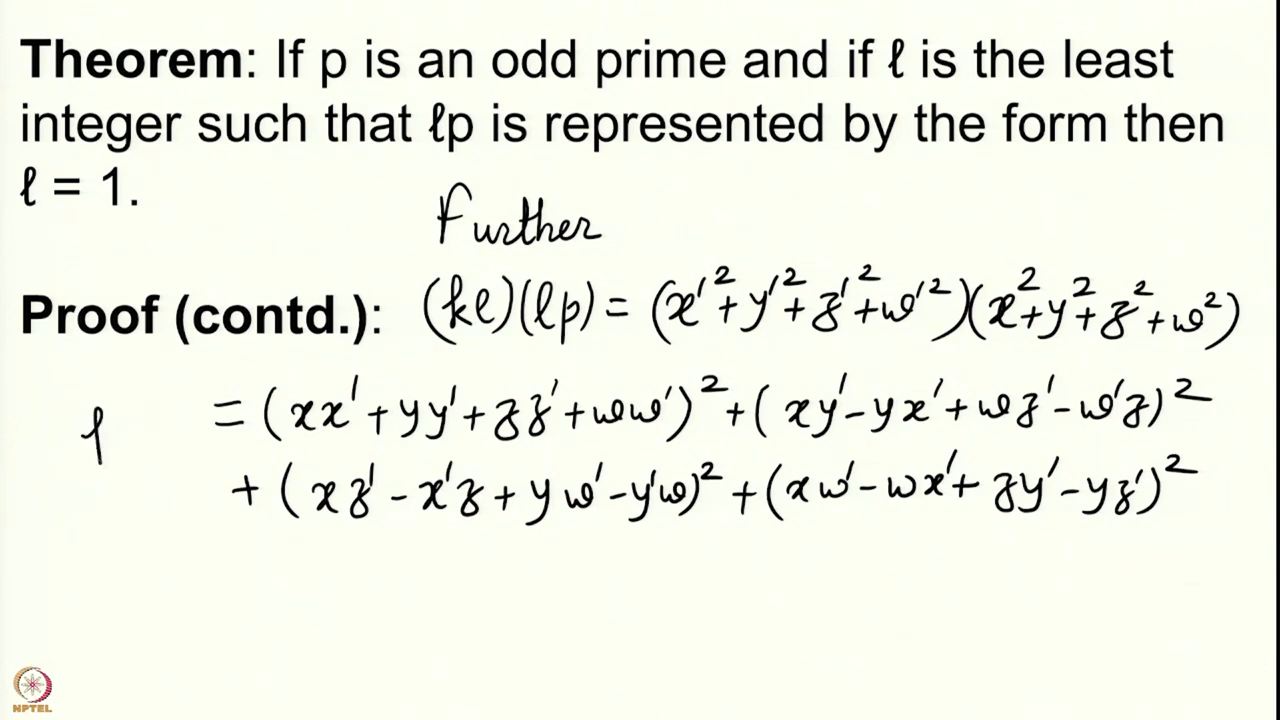 Theorem: If p is an odd prime and if ℓ is the least
integer such that ℓp is represented by the form then
ℓ = 1.
Further
Proof (contd.): (kℓ)(ℓp) = (x'² + y'² + z'² + w'²)(x² + y² + z² + w²)
ℓ = (xx' + yy' + zz' + ww')² + (xy' - yx' + wz' - w'z)²
+ (xz' - x'z + yw' - y'w)² + (xw' - wx' + zy' - yz')²
NPTEL